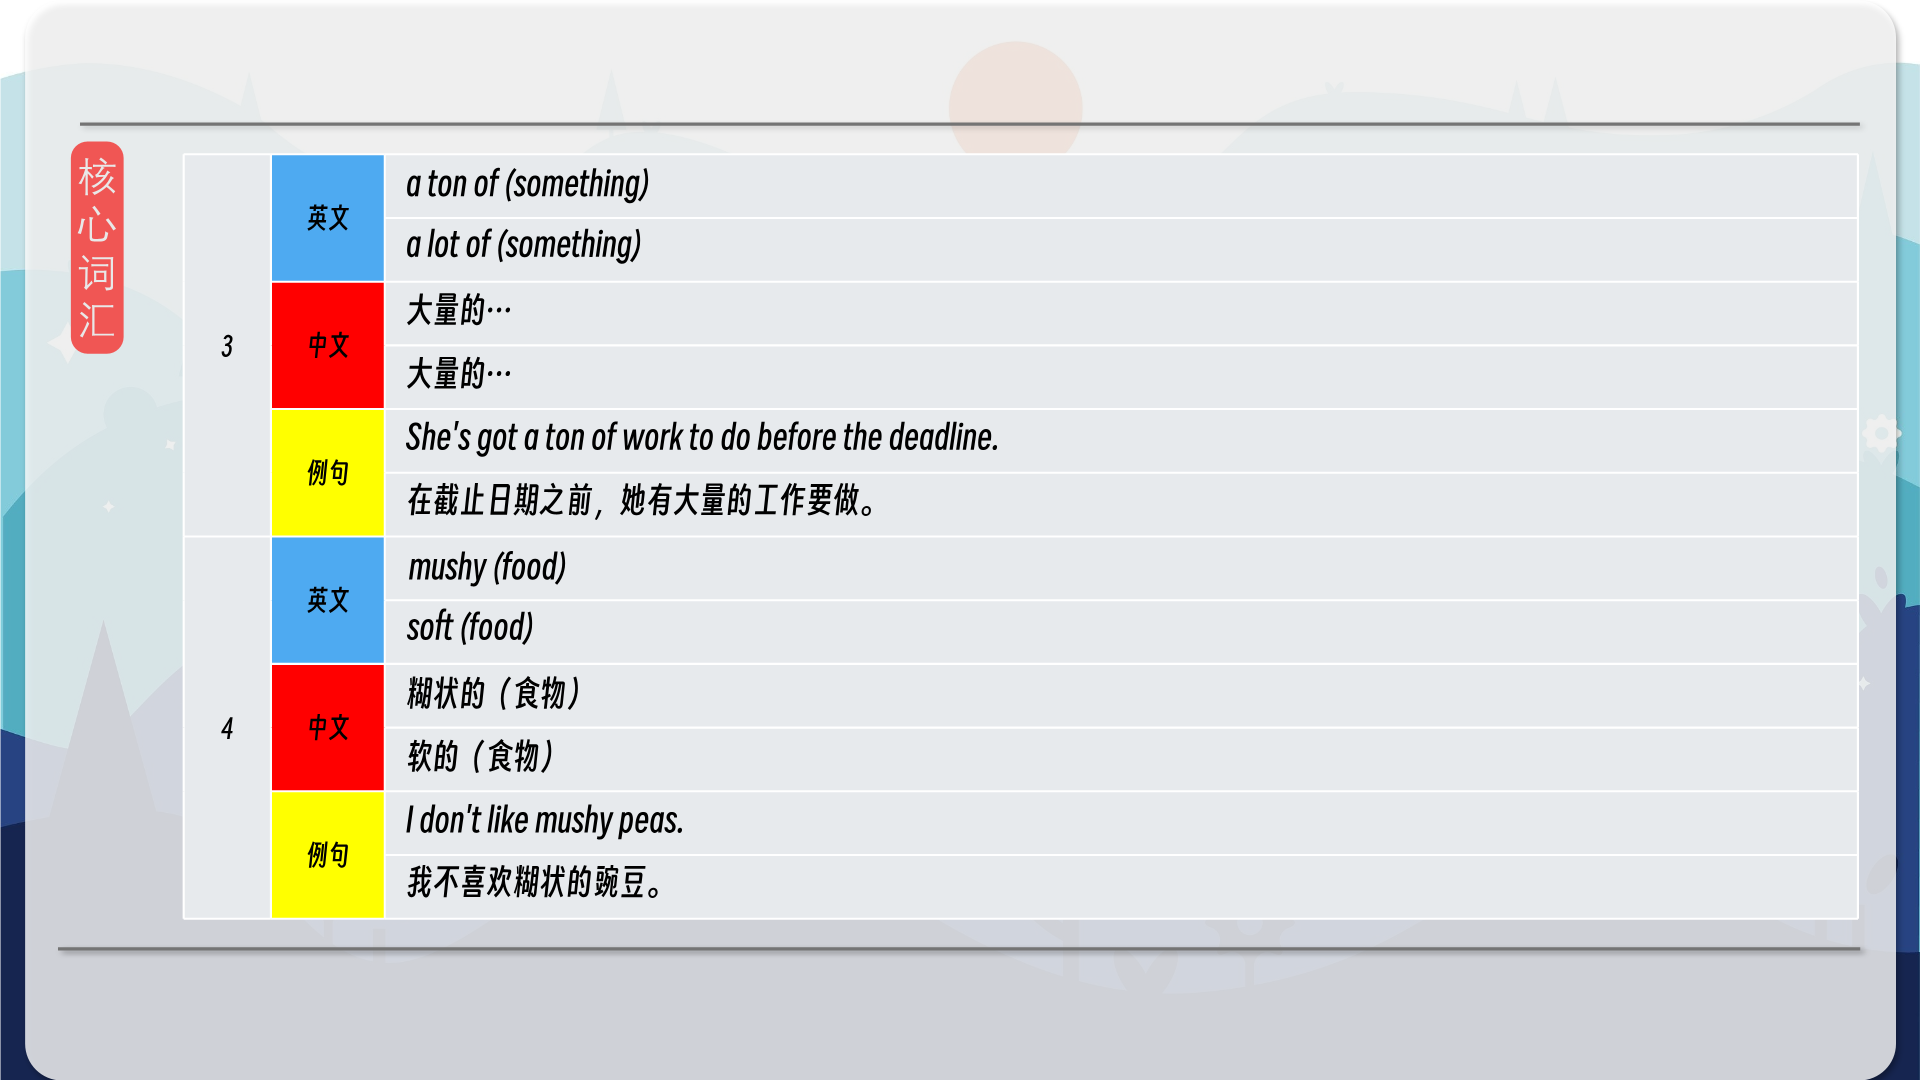 核
心
词
汇
3
英文
a ton of (something)
a lot of (something)
中文
大量的…
大量的…
例句
She's got a ton of work to do before the deadline.
在截止日期之前，她有大量的工作要做。
4
英文
mushy (food)
soft (food)
中文
糊状的（食物）
软的（食物）
例句
I don't like mushy peas.
我不喜欢糊状的豌豆。